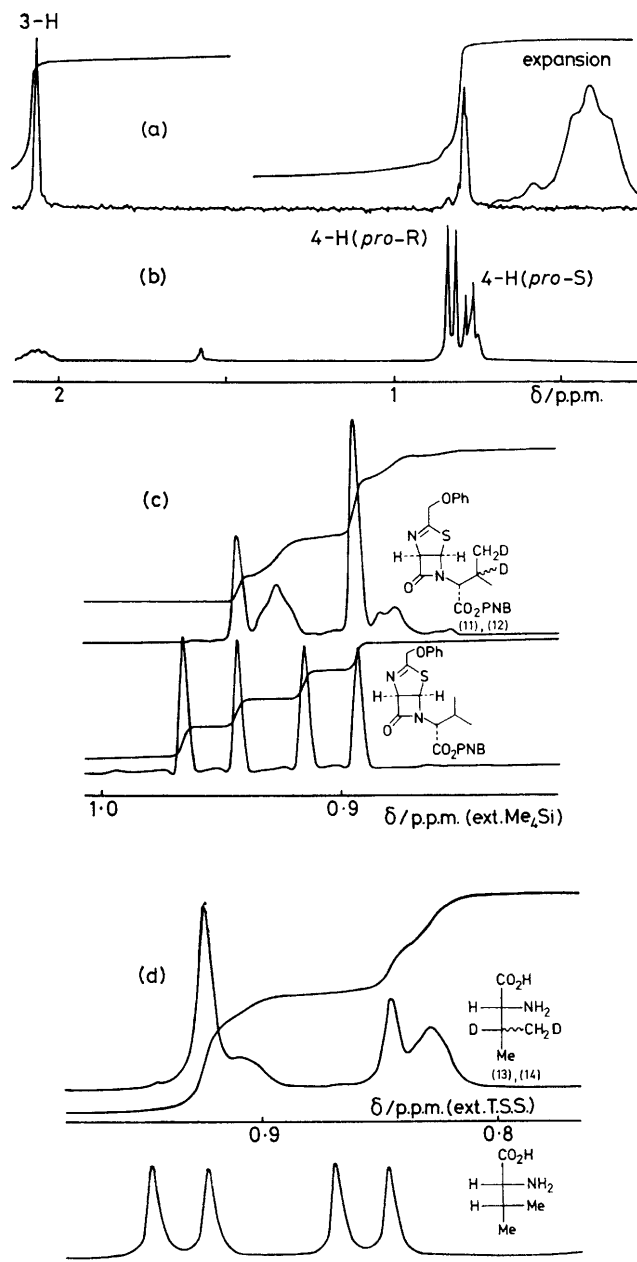 3-H
expansion
(a)
4-H(pro-R)
4-H(pro-S)
(b)
2
1
δ/p.p.m.
(c)
OPh
N
S
H
H
CH₂D
D
O
N
CO₂PNB
(11), (12)
OPh
N
S
H
H
O
N
CO₂PNB
1·0
0·9
δ/p.p.m. (ext.Me₄Si)
(d)
CO₂H
H
NH₂
D
CH₂D
Me
(13), (14)
δ/p.p.m.(ext.T.S.S.)
0·9
0·8
CO₂H
H
NH₂
H
Me
Me